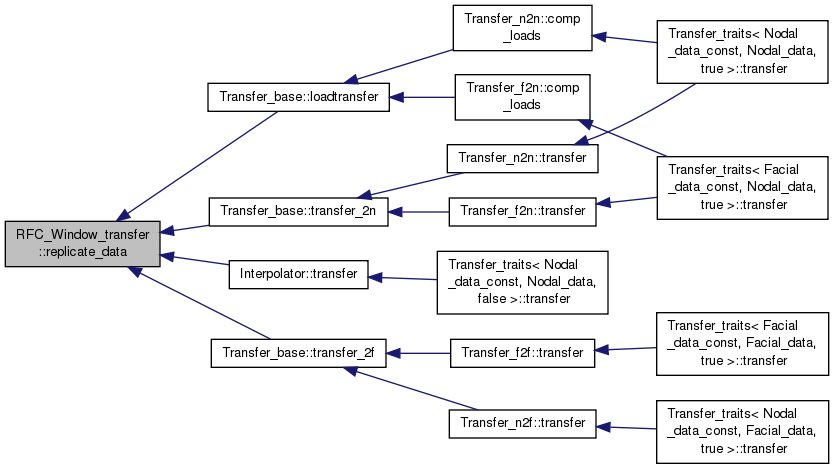 RFC_Window_transfer
::replicate_data
Transfer_base::loadtransfer
Transfer_base::transfer_2n
Interpolator::transfer
Transfer_base::transfer_2f
Transfer_n2n::comp
_loads
Transfer_f2n::comp
_loads
Transfer_n2n::transfer
Transfer_f2n::transfer
Transfer_traits< Nodal
_data_const, Nodal_data,
false >::transfer
Transfer_f2f::transfer
Transfer_n2f::transfer
Transfer_traits< Nodal
_data_const, Nodal_data,
true >::transfer
Transfer_traits< Facial
_data_const, Nodal_data,
true >::transfer
Transfer_traits< Facial
_data_const, Facial_data,
true >::transfer
Transfer_traits< Nodal
_data_const, Facial_data,
true >::transfer